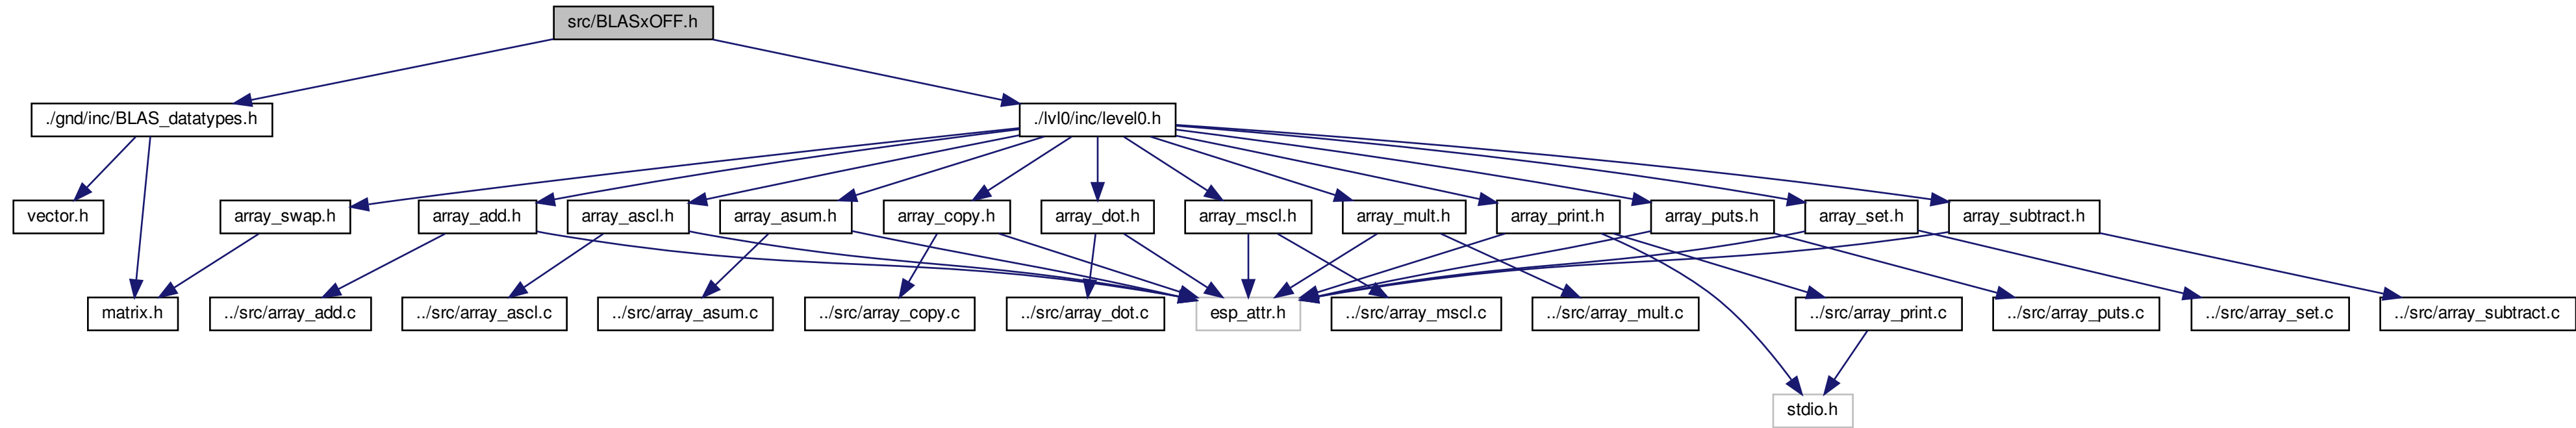 src/BLASxOFF.h
./gnd/inc/BLAS_datatypes.h
./lvl0/inc/level0.h
vector.h
array_swap.h
array_add.h
array_ascl.h
array_asum.h
array_copy.h
array_dot.h
array_mscl.h
array_mult.h
array_print.h
array_puts.h
array_set.h
array_subtract.h
matrix.h
../src/array_add.c
../src/array_ascl.c
../src/array_asum.c
../src/array_copy.c
../src/array_dot.c
esp_attr.h
../src/array_mscl.c
../src/array_mult.c
../src/array_print.c
../src/array_puts.c
../src/array_set.c
../src/array_subtract.c
stdio.h